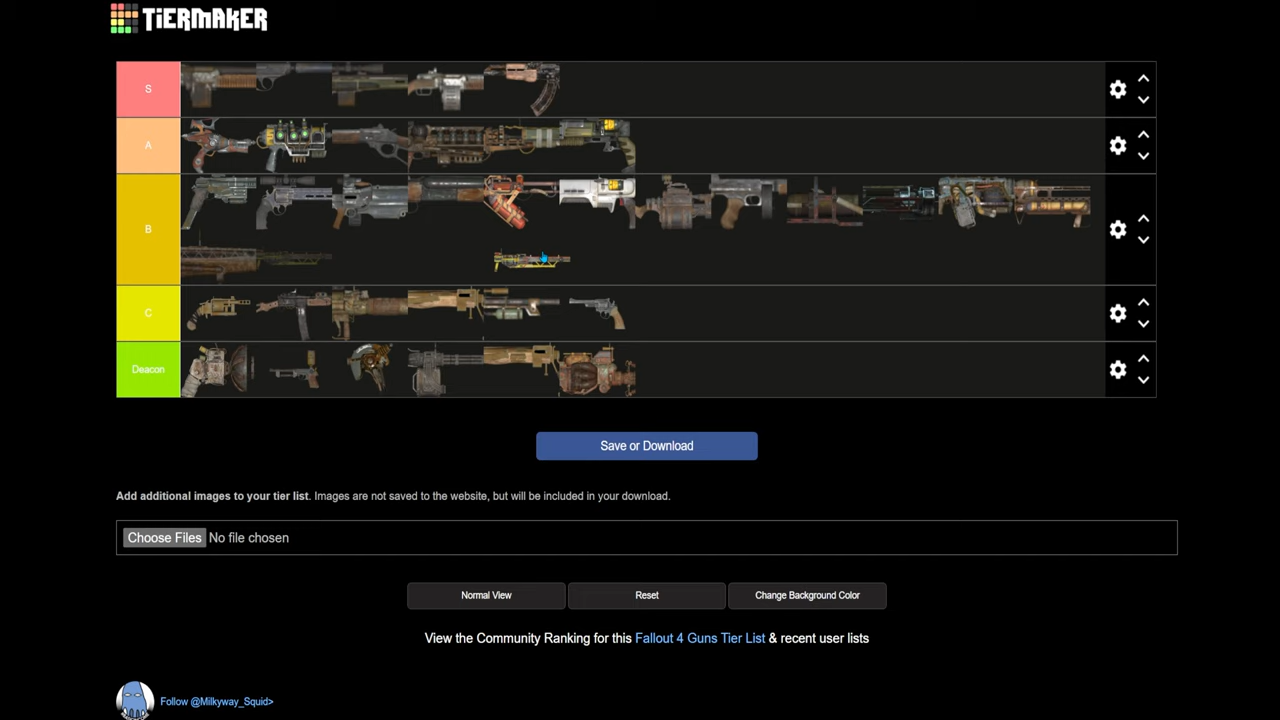 TIERMAKER
S
A
B
C
Deacon
Save or Download
Add additional images to your tier list. Images are not saved to the website, but will be included in your download.
Choose Files No file chosen
Normal View
Reset
Change Background Color
View the Community Ranking for this Fallout 4 Guns Tier List & recent user lists
Follow @Milkyway_Squid>